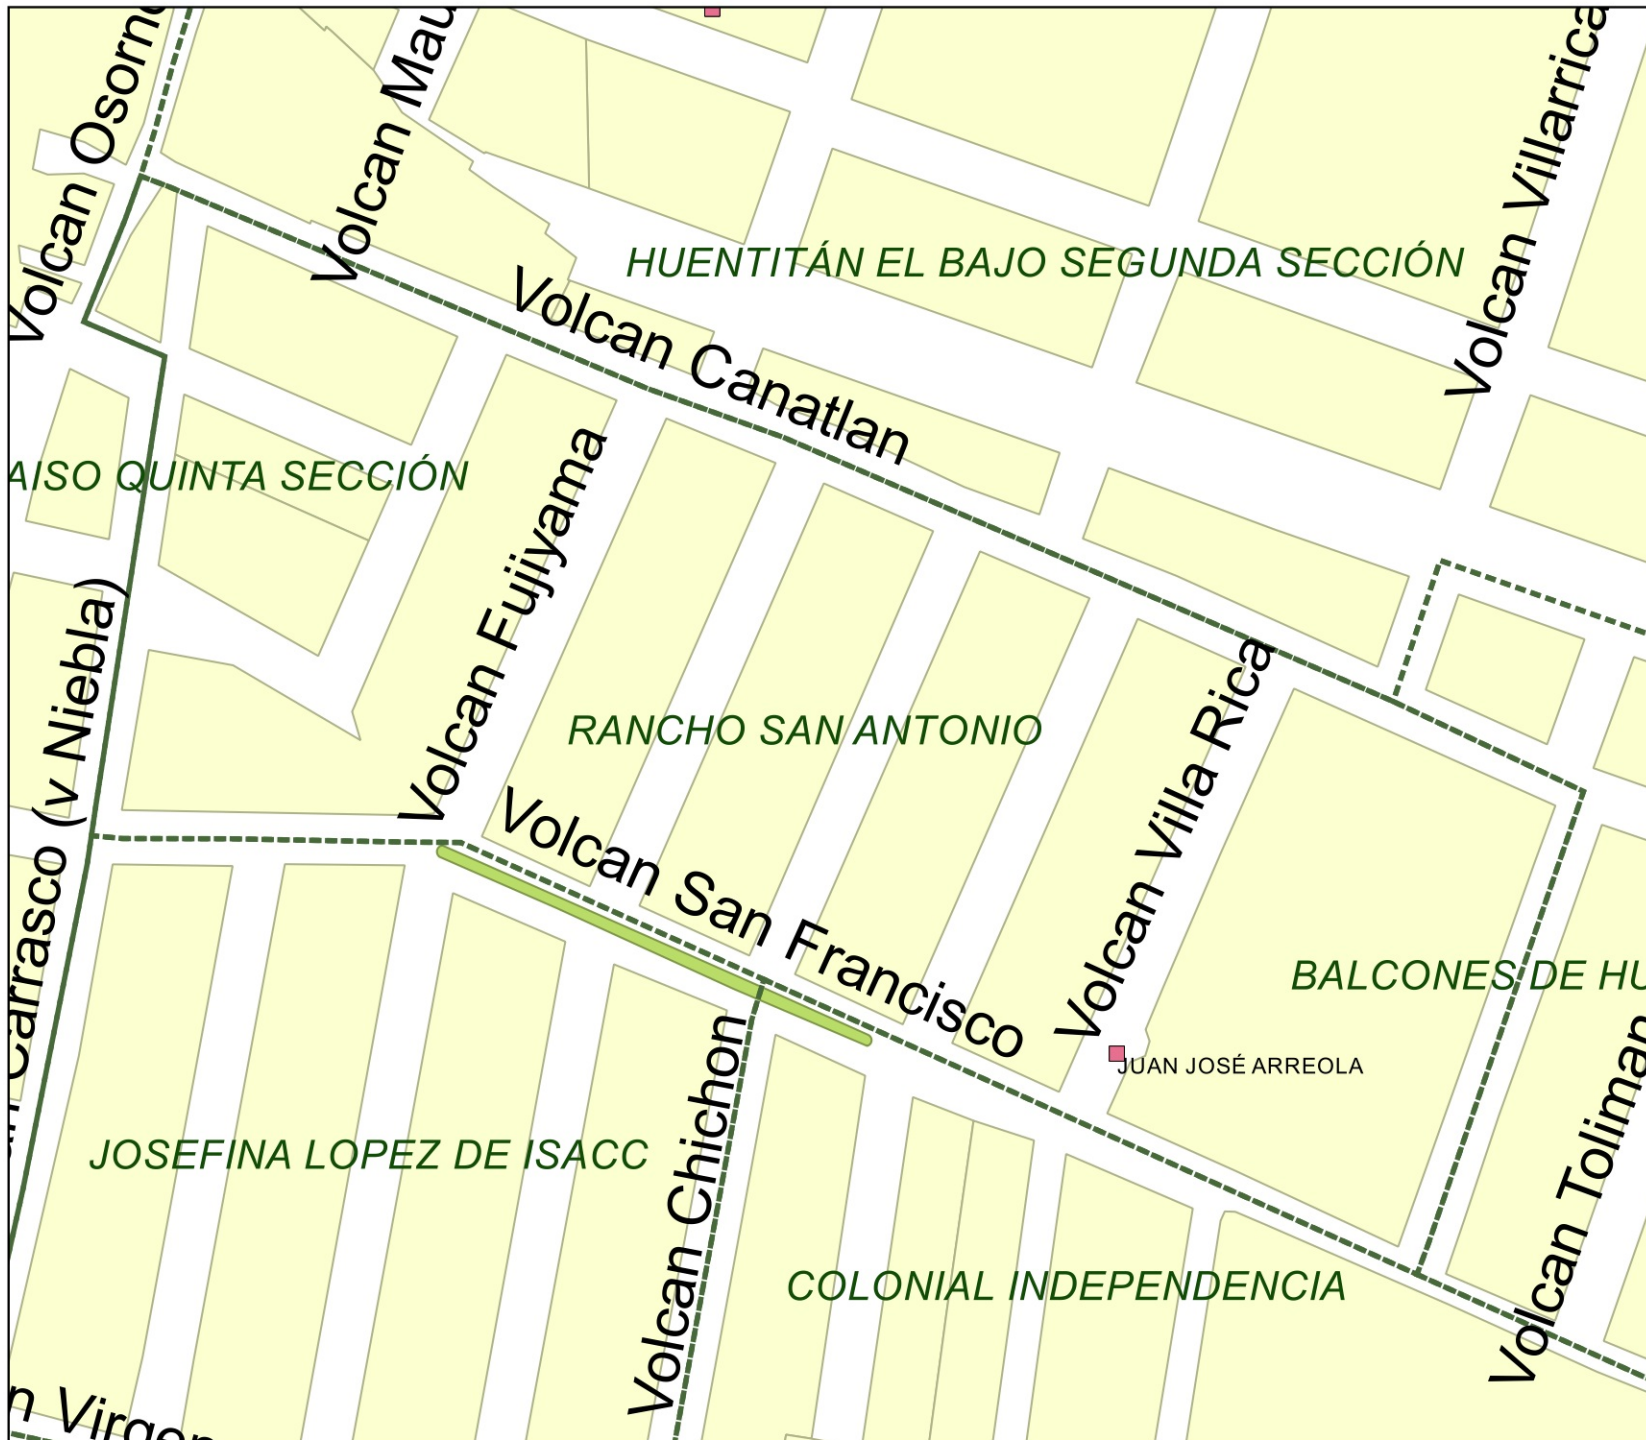 Volcan Osorno
Volcan Mau
Volcan Villarrica
HUENTITÁN EL BAJO SEGUNDA SECCIÓN
Volcan Canatlan
AISO QUINTA SECCIÓN
Volcan Fujiyama
(v Niebla)
RANCHO SAN ANTONIO
Volcan Villa Rica
Volcan San Francisco
Carrasco
BALCONES DE HU
JUAN JOSÉ ARREOLA
Volcan Chichon
JOSEFINA LOPEZ DE ISACC
Volcan Toliman
COLONIAL INDEPENDENCIA
n Virgen